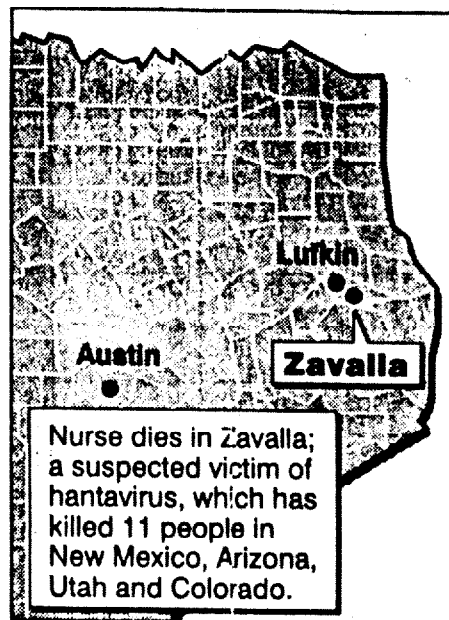 Lufkin
Zavalla
Austin
Nurse dies in Zavalla;
a suspected victim of
hantavirus, which has
killed 11 people in
New Mexico, Arizona,
Utah and Colorado.